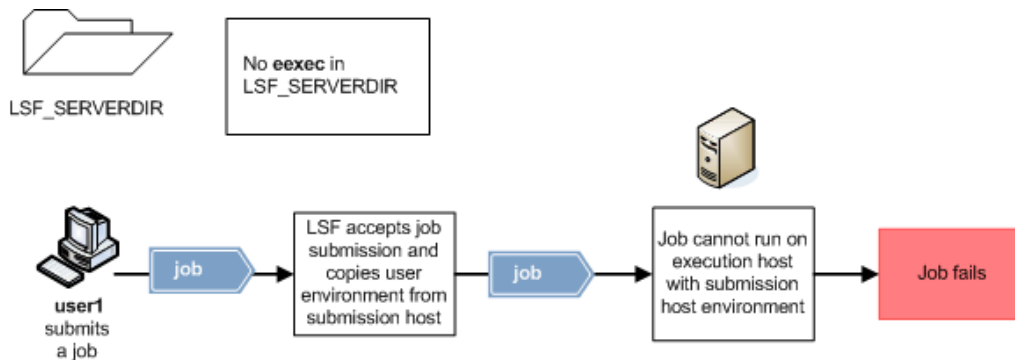 LSF_SERVERDIR
No eexec in
LSF_SERVERDIR
user1
submits
a job
job
LSF accepts job
submission and
copies user
environment from
submission host
job
Job cannot run on
execution host
with submission
host environment
Job fails